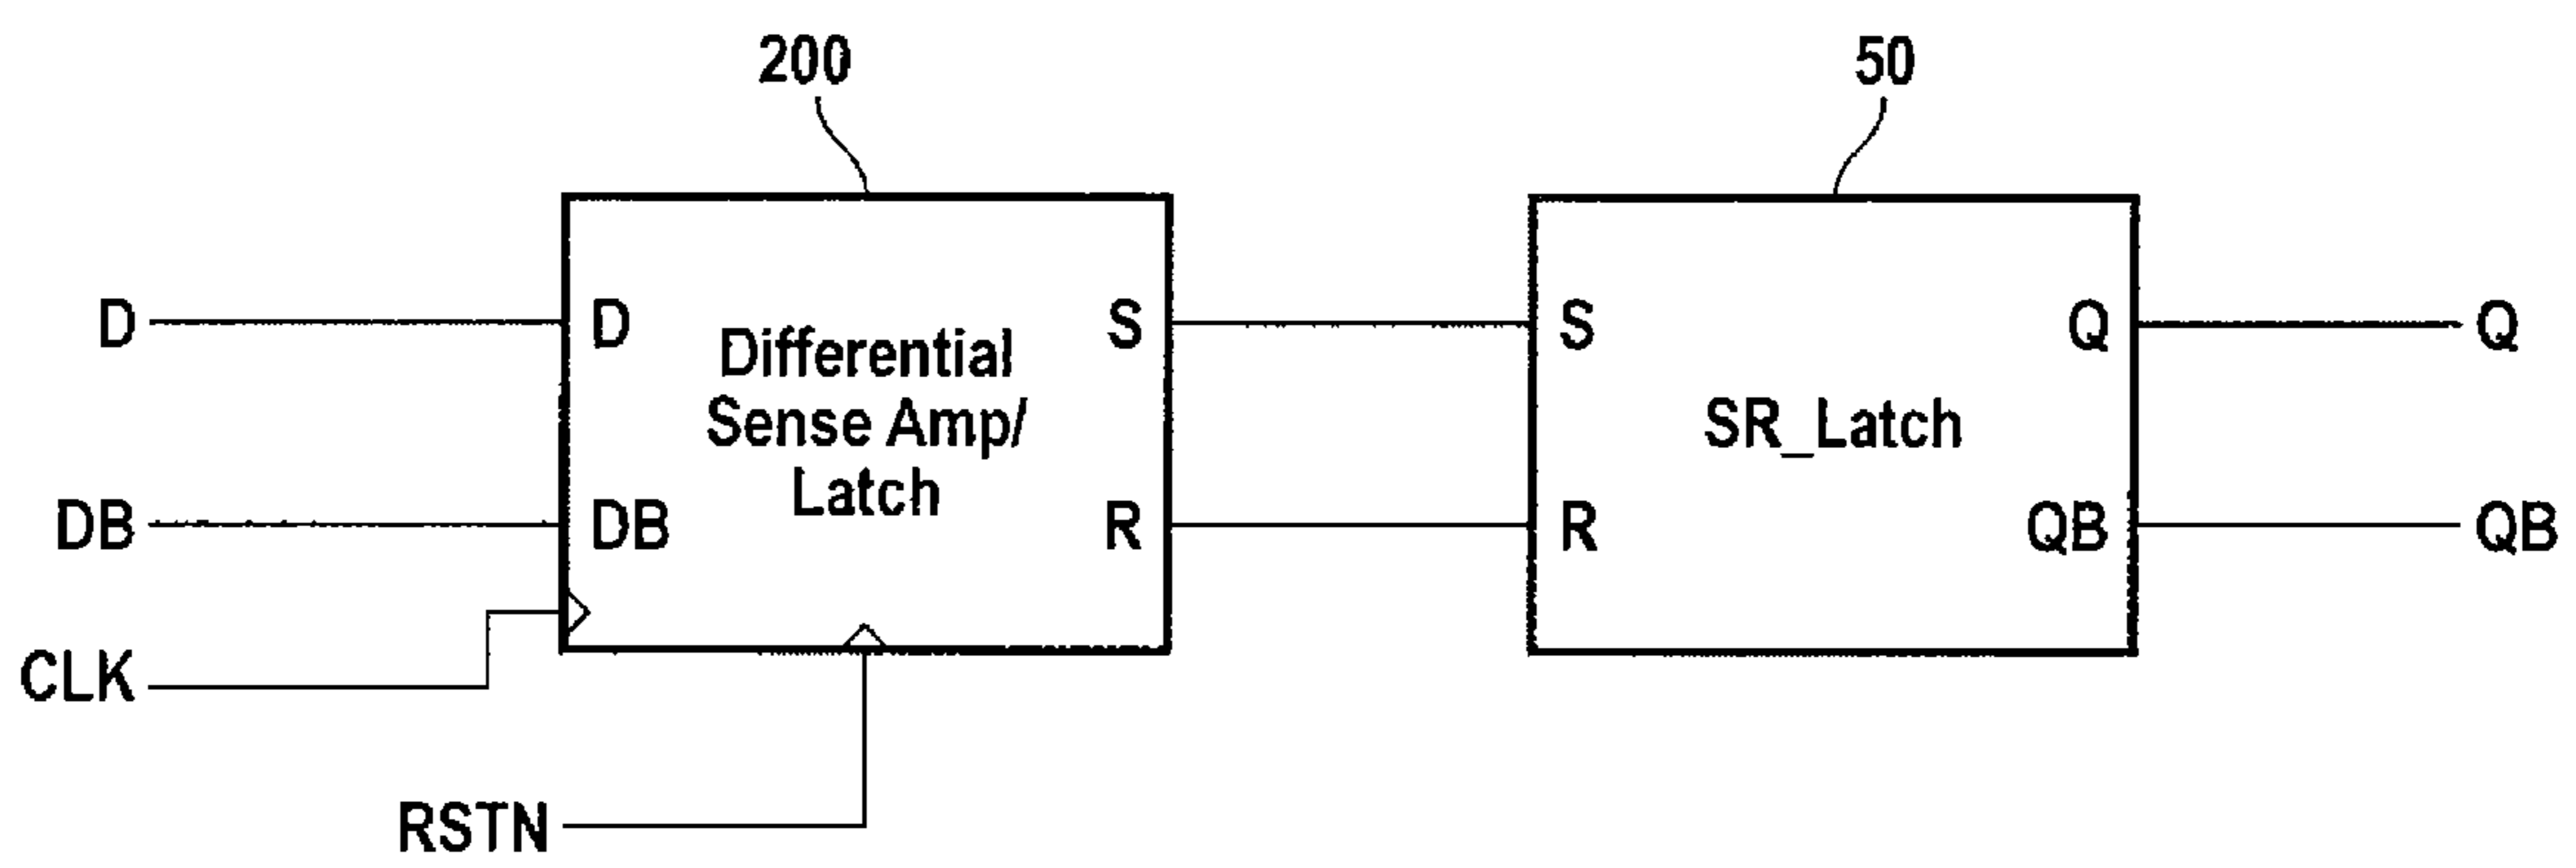 200
50
D
D
Differential
Sense Amp/
Latch
S
S
SR_Latch
Q
Q
DB
DB
R
R
QB
QB
CLK
RSTN